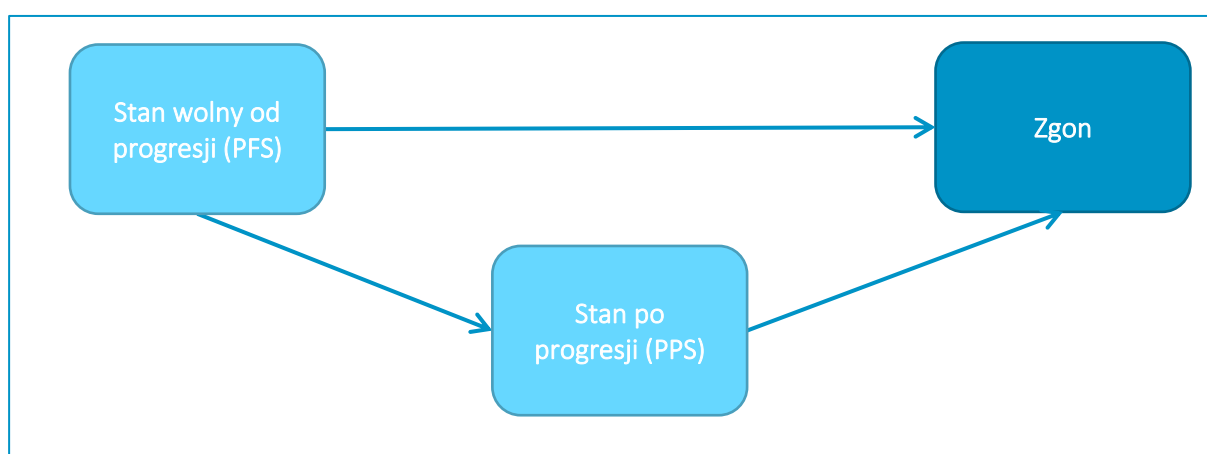 Stan wolny od
progresji (PFS)
Zgon
Stan po
progresji (PPS)